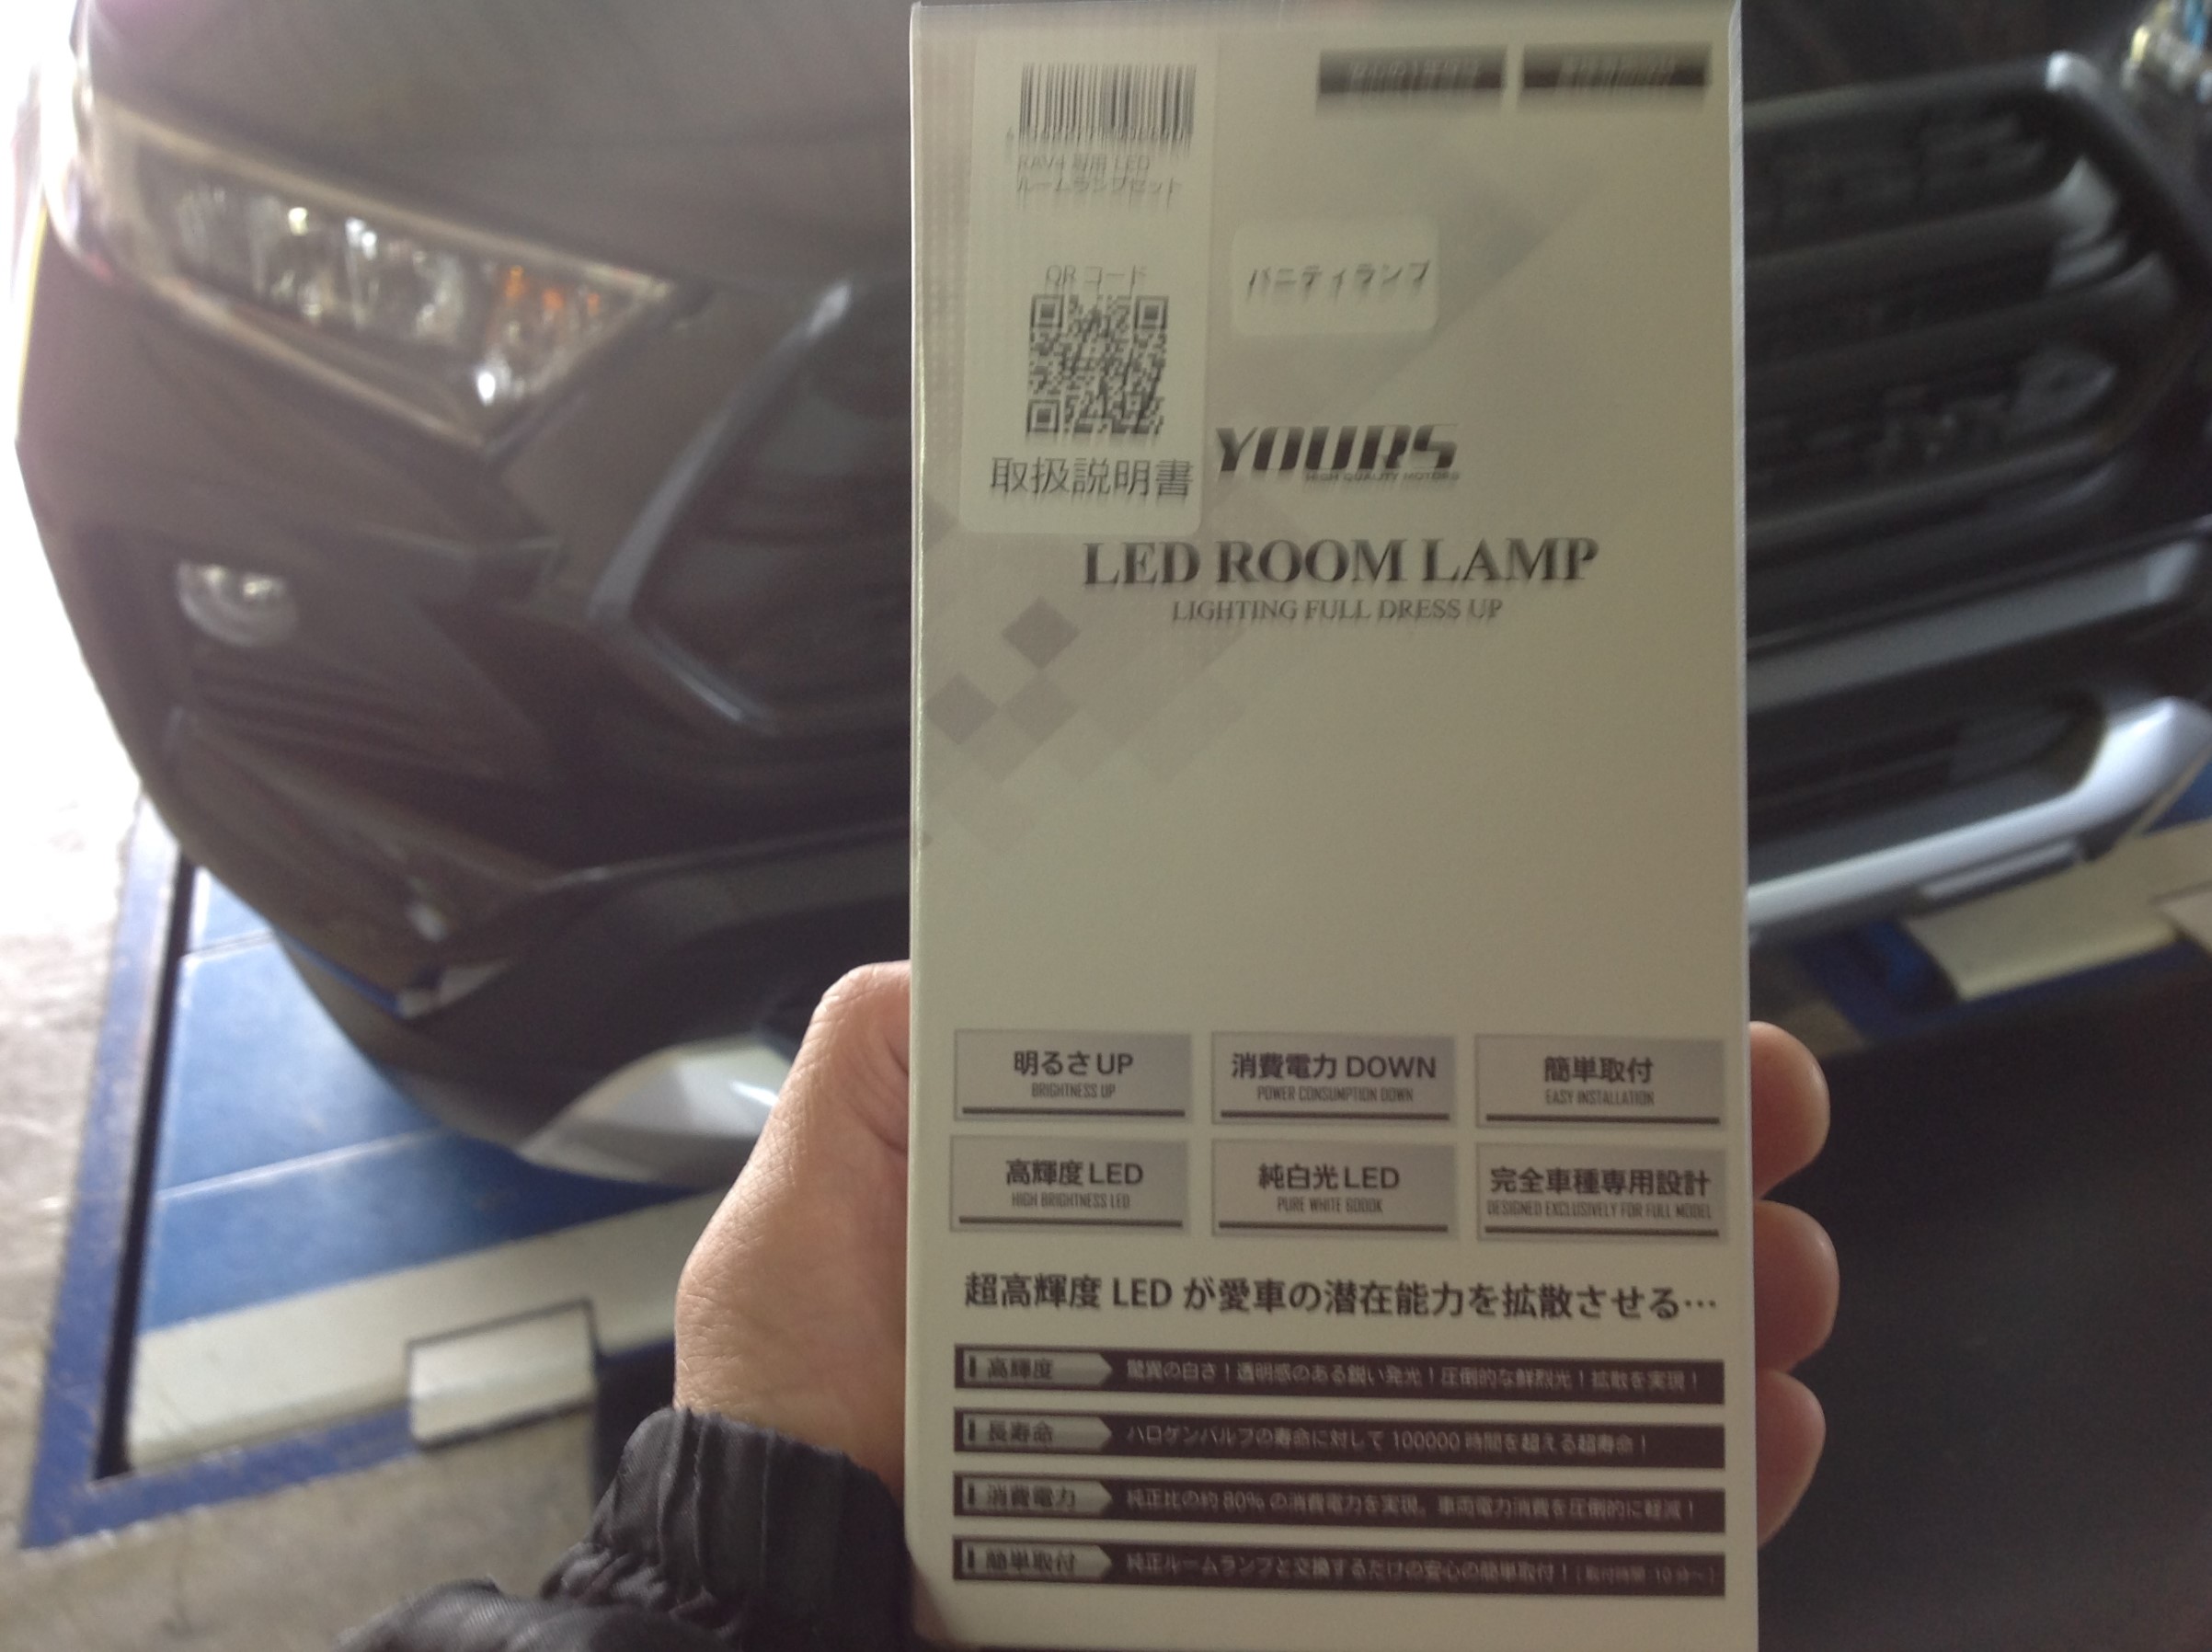 RAV4 専用 LED
ルームランプセット
QR コード
取扱説明書
バニティランプ
YOURS
HIGH QUALITY MOTORS
LED ROOM LAMP
LIGHTING FULL DRESS UP
明るさUP
BRIGHTNESS UP
消費電力 DOWN
POWER CONSUMPTION DOWN
簡単取付
EASY INSTALLATION
高輝度LED
HIGH BRIGHTNESS LED
純白光LED
PURE WHITE 6000K
完全車種専用設計
DESIGNED EXCLUSIVELY FOR FULL MODEL
超高輝度 LED が愛車の潜在能力を拡散させる…
高輝度 驚異の白さ！透明感のある鋭い発光！圧倒的な鮮烈光！拡散を実現！
長寿命 ハロゲンバルブの寿命に対して 100000 時間を超える超寿命！
消費電力 純正比の約 80% の消費電力を実現。車両電力消費を圧倒的に軽減！
簡単取付 純正ルームランプと交換するだけの安心の簡単取付！[取付時間:10分〜]